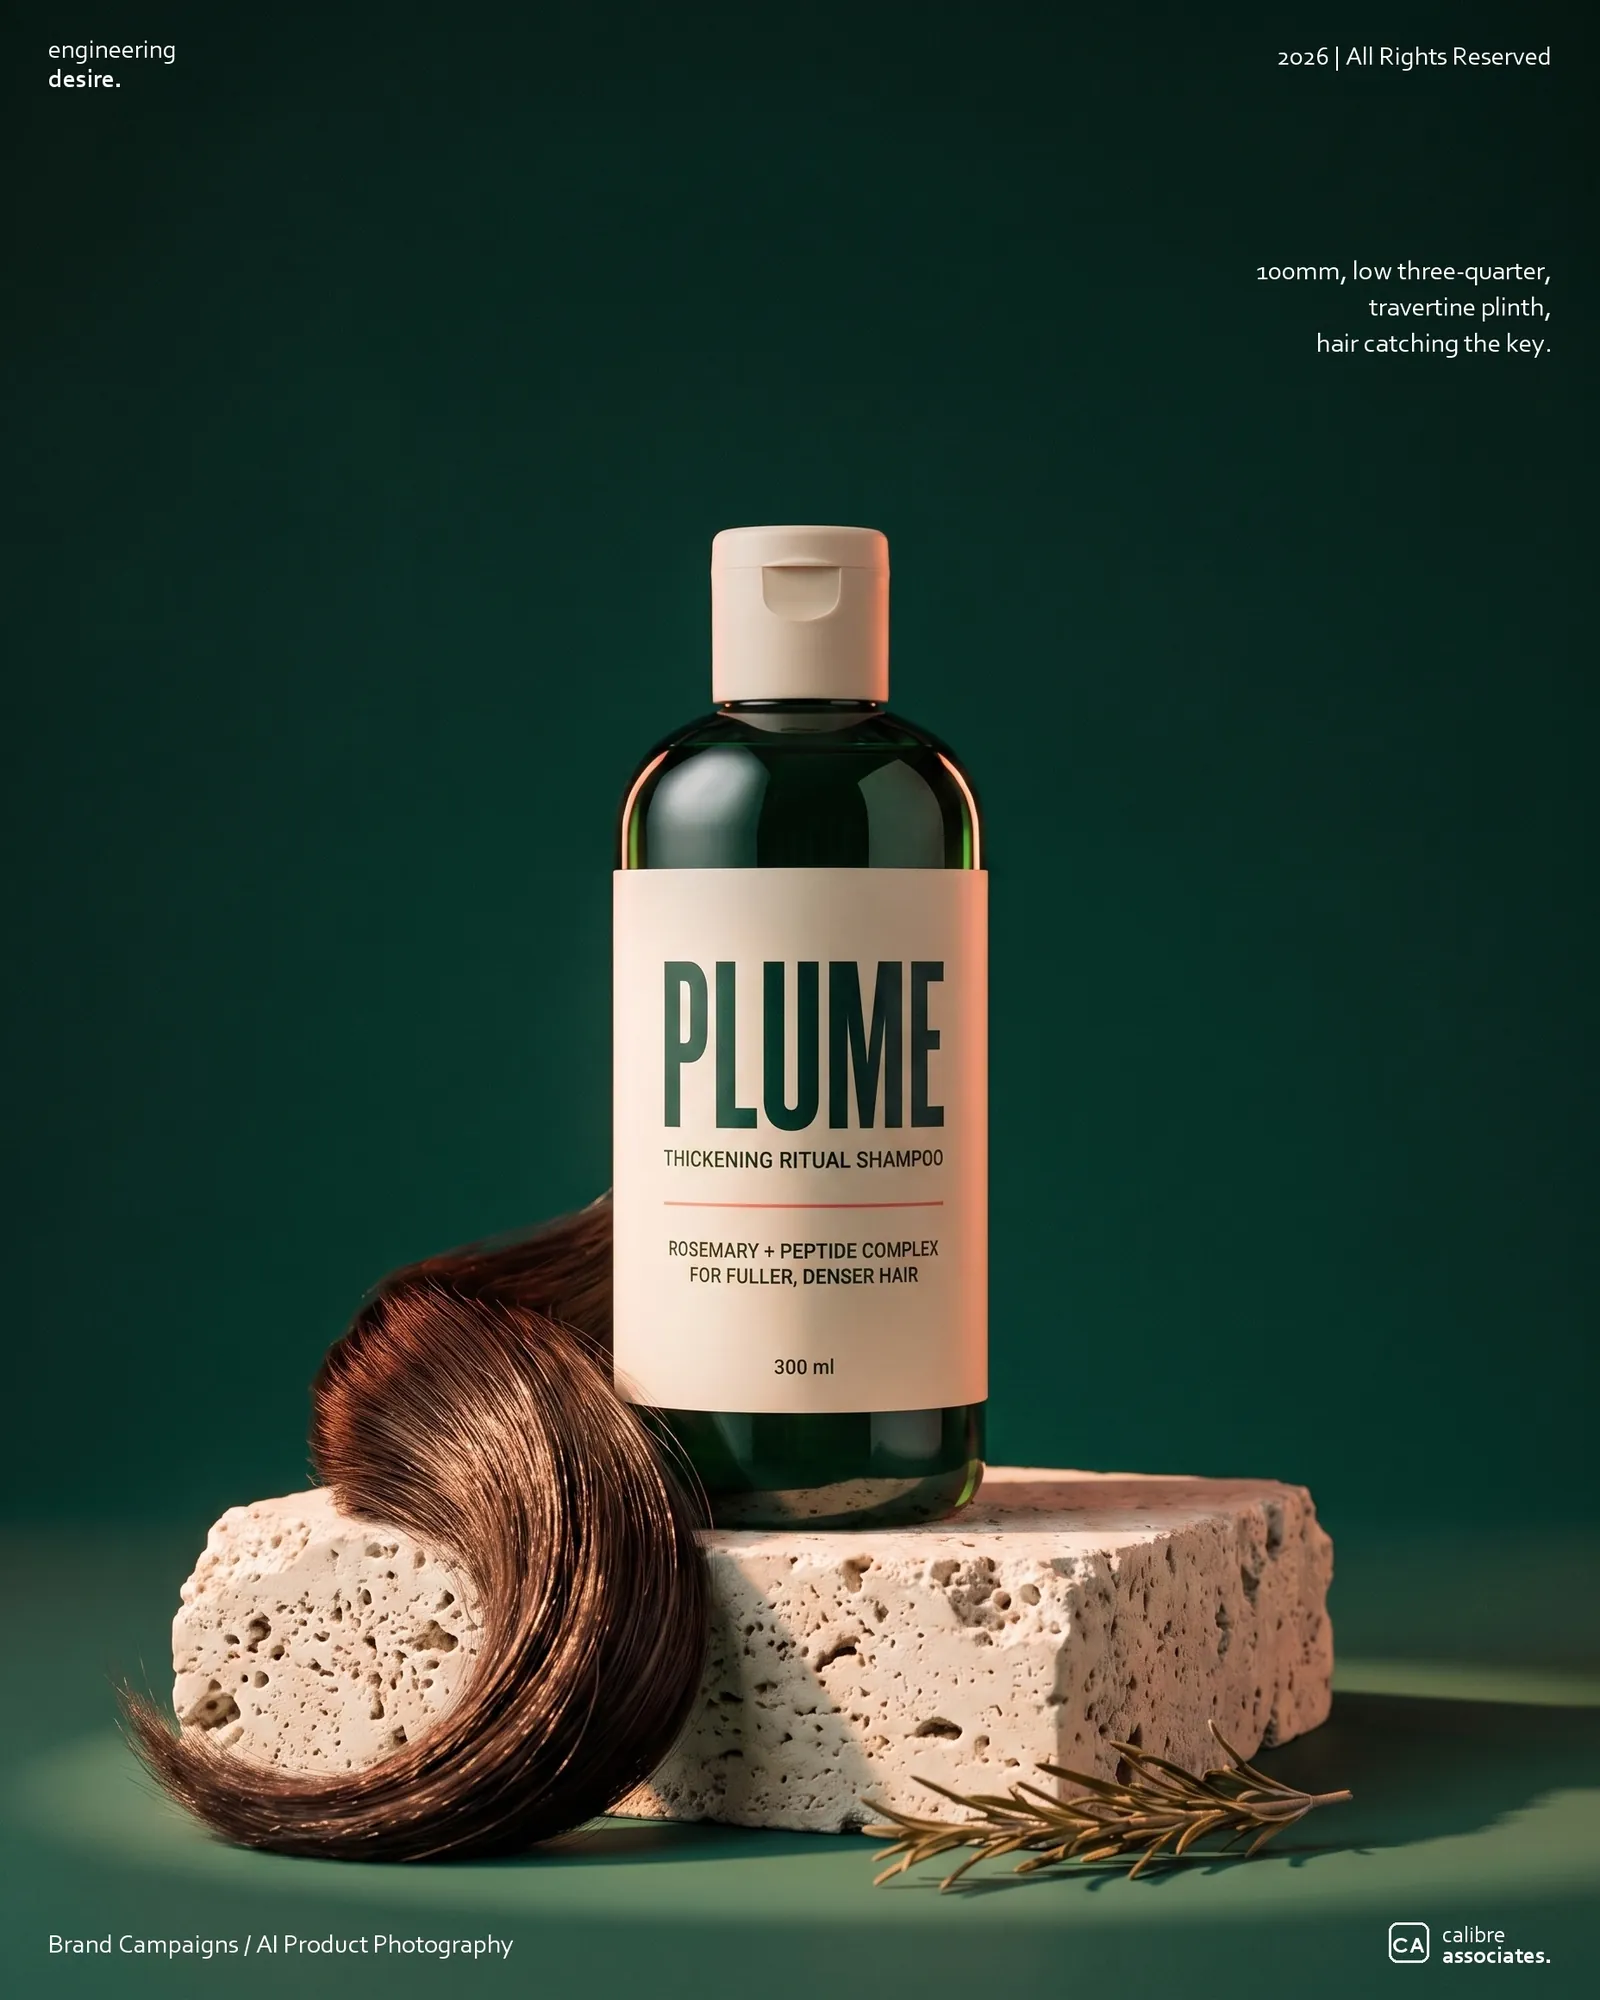 engineering
desire.
2026 | All Rights Reserved
100mm, low three-quarter,
travertine plinth,
hair catching the key.
PLUME
THICKENING RITUAL SHAMPOO
ROSEMARY + PEPTIDE COMPLEX
FOR FULLER, DENSER HAIR
300 ml
Brand Campaigns / AI Product Photography
CA
calibre
associates.